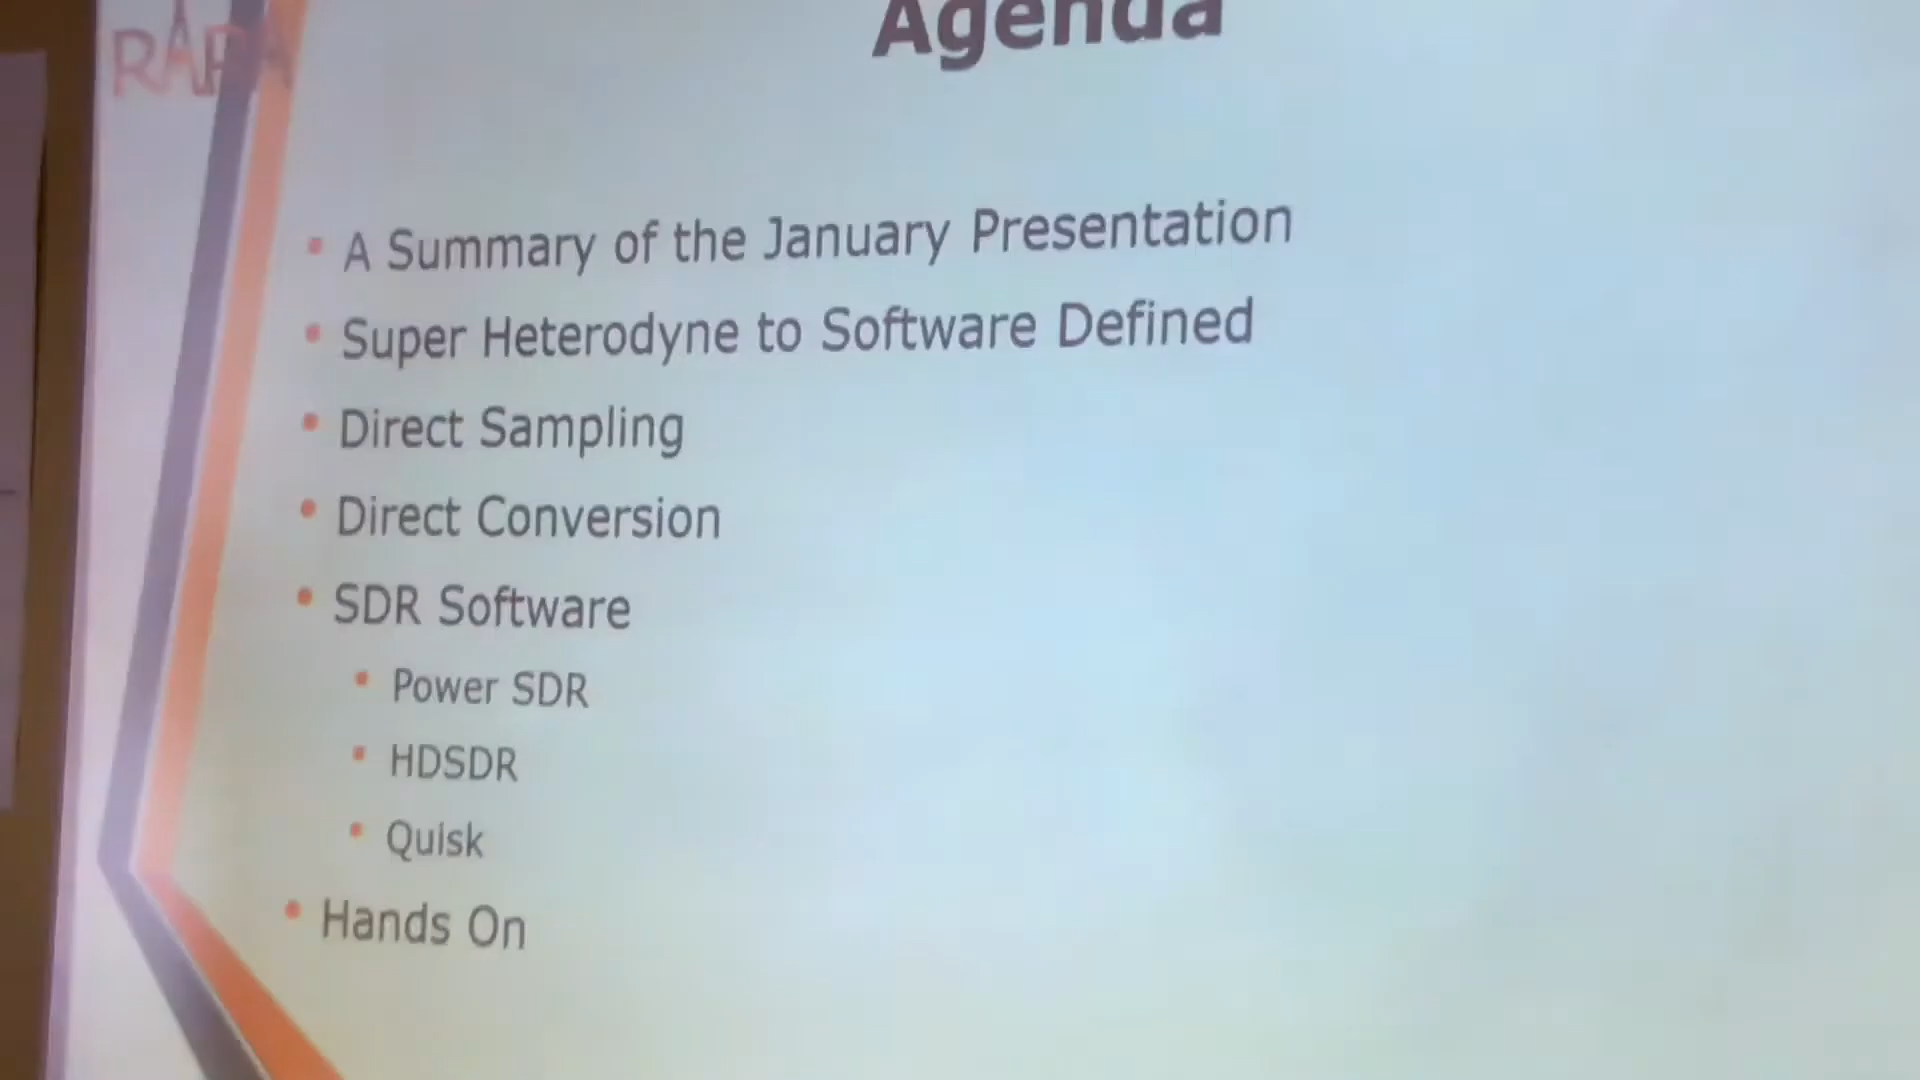 RARA
Agenda
A Summary of the January Presentation
Super Heterodyne to Software Defined
Direct Sampling
Direct Conversion
SDR Software
Power SDR
HDSDR
Quisk
Hands On